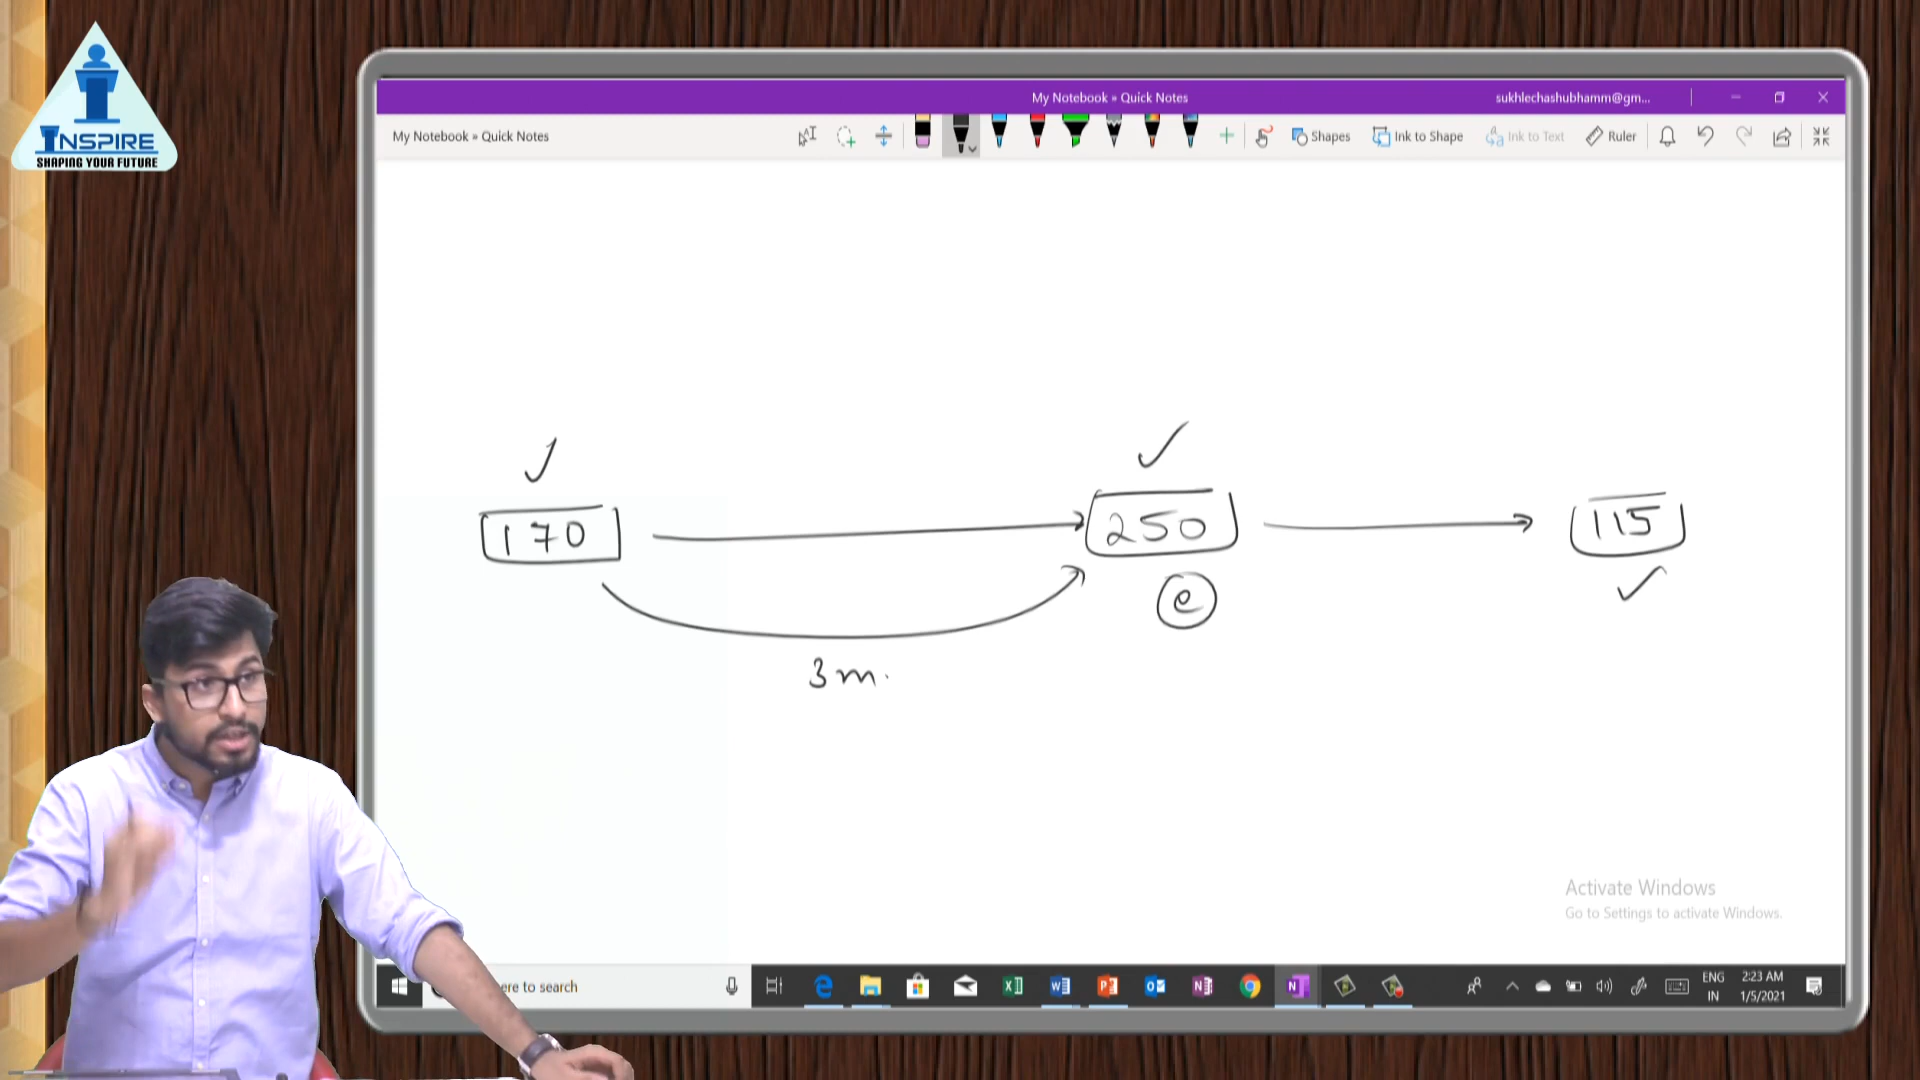 INSPIRE
SHAPING YOUR FUTURE
My Notebook » Quick Notes
sukhlechashubhamm@gm...
My Notebook » Quick Notes
Shapes
Ink to Shape
Ink to Text
Ruler
170
250
115
e
3m.
Activate Windows
Go to Settings to activate Windows.
ere to search
ENG
IN
2:23 AM
1/5/2021